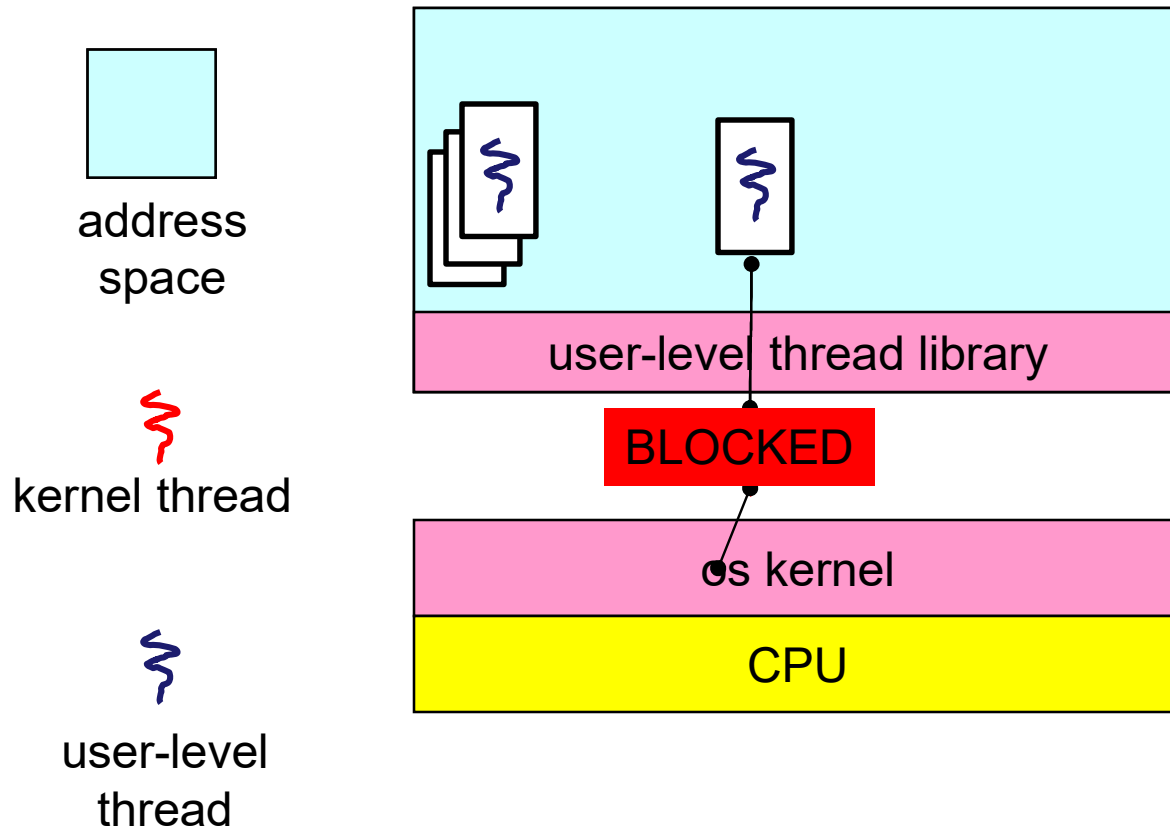 address
space
kernel thread
user-level
thread
user-level thread library
BLOCKED
os kernel
CPU